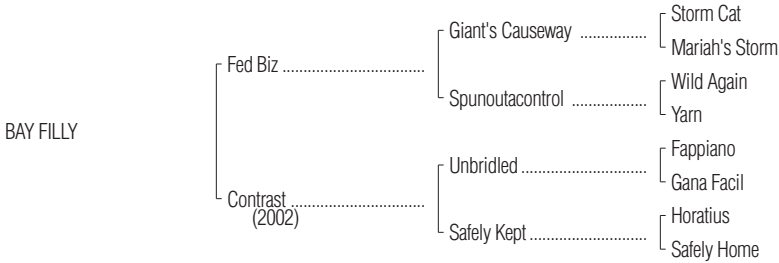 Storm Cat
Giant's Causeway ................
Mariah's Storm
Fed Biz .................................
Wild Again
Spunoutacontrol ..................
Yarn
BAY FILLY
Fappiano
Unbridled .............................
Gana Facil
Contrast ...............................
(2002)
Horatius
Safely Kept ...........................
Safely Home